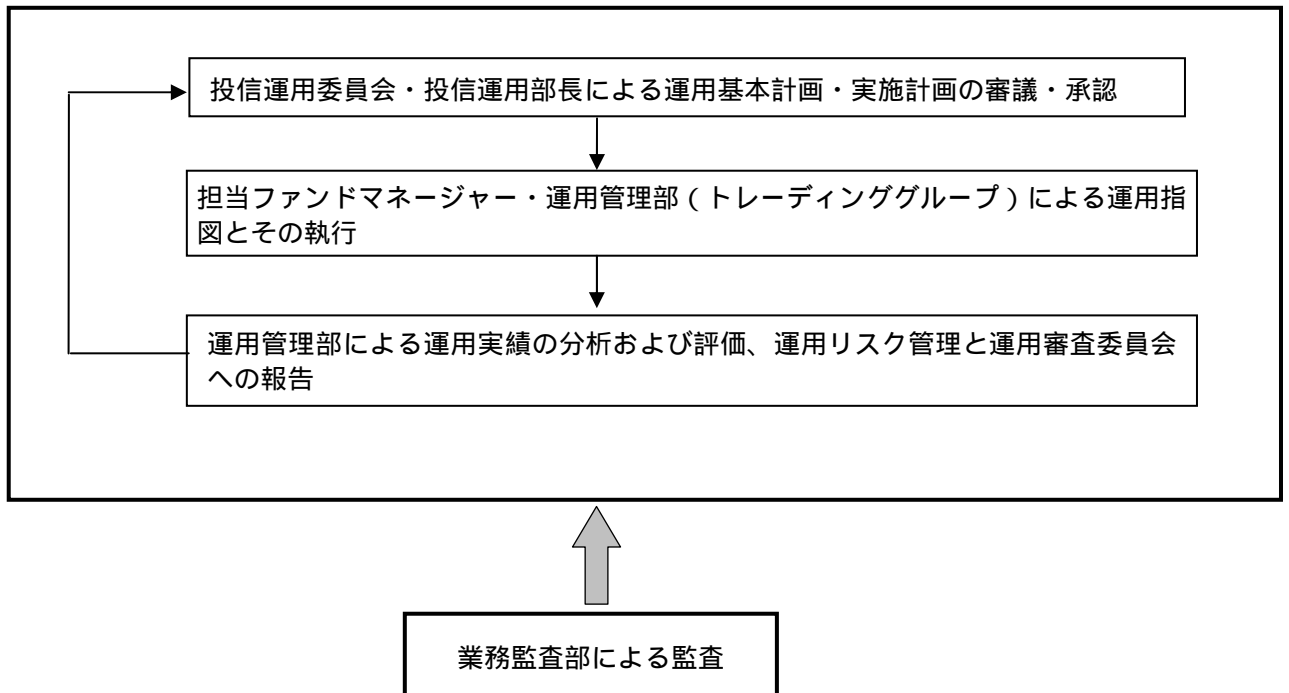 投信運用委員会・投信運用部長による運用基本計画・実施計画の審議・承認
担当ファンドマネージャー・運用管理部（トレーディンググループ）による運用指
図とその執行
運用管理部による運用実績の分析および評価、運用リスク管理と運用審査委員会
への報告
業務監査部による監査